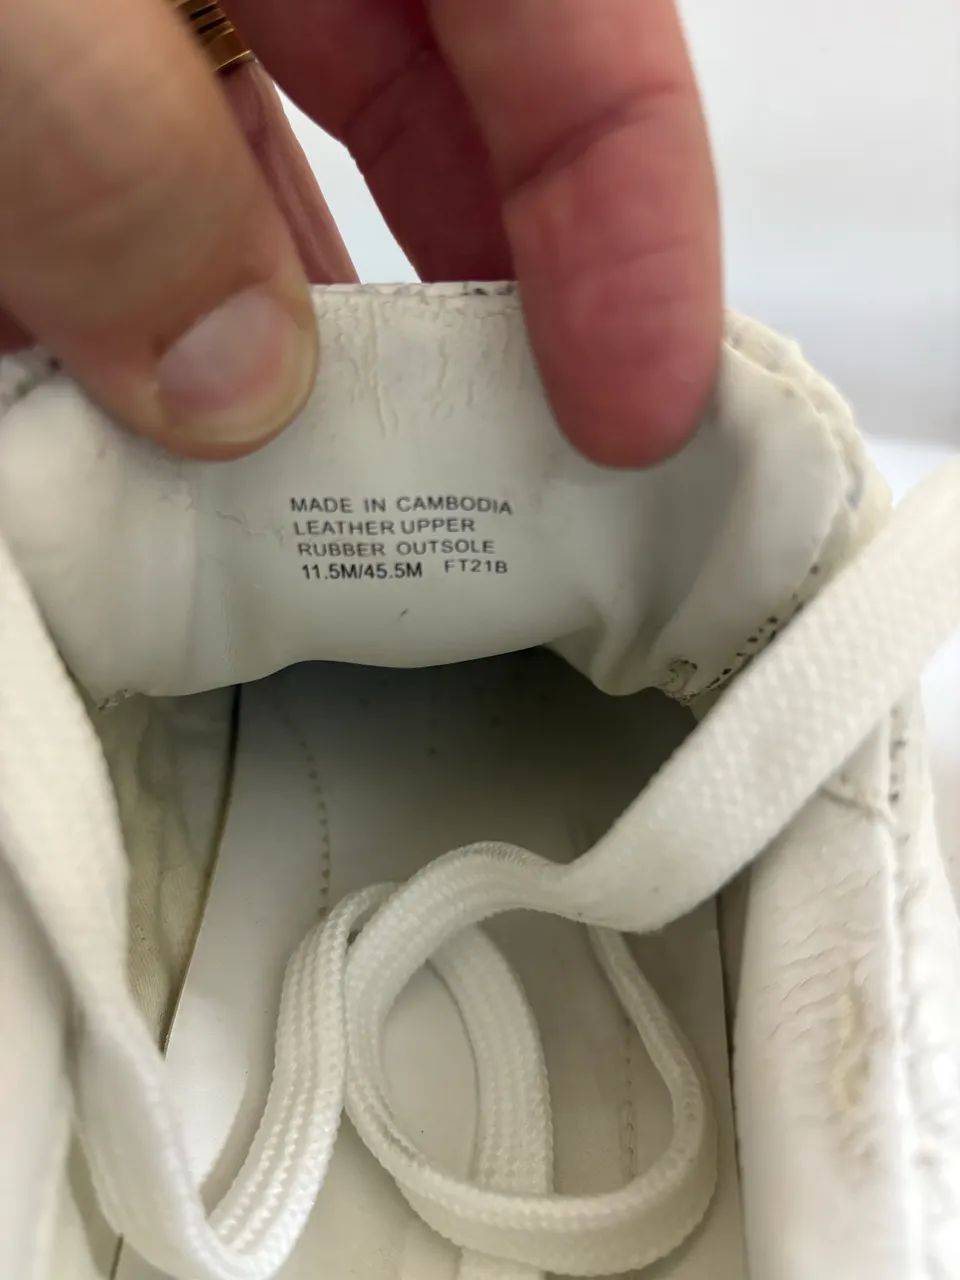 MADE IN CAMBODIA
LEATHER UPPER
RUBBER OUTSOLE
11.5M/45.5M FT21B